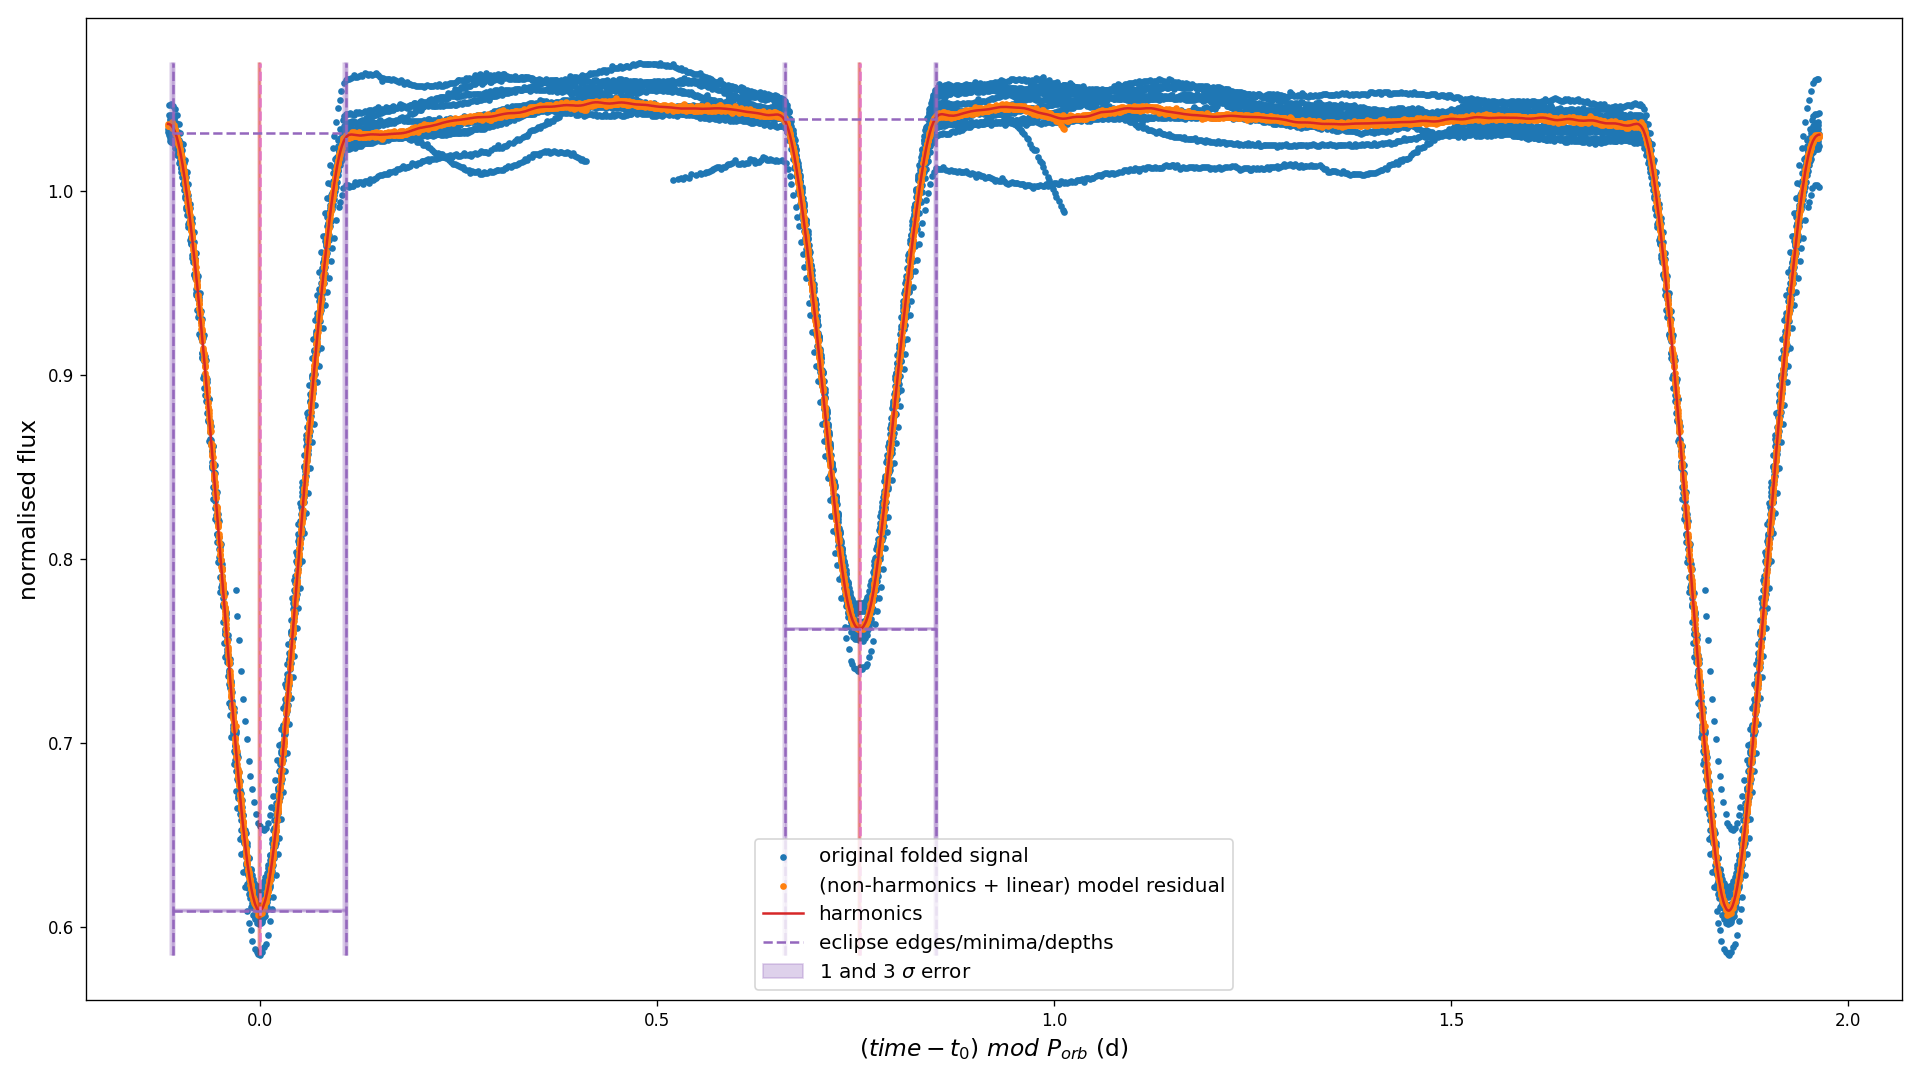 normalised flux
1.0
0.9
0.8
0.7
0.6
original folded signal
(non-harmonics + linear) model residual
harmonics
eclipse edges/minima/depths
1 and 3 σ error
0.0 0.5 1.0 1.5 2.0
(time − t₀) mod Pₒᵣb (d)